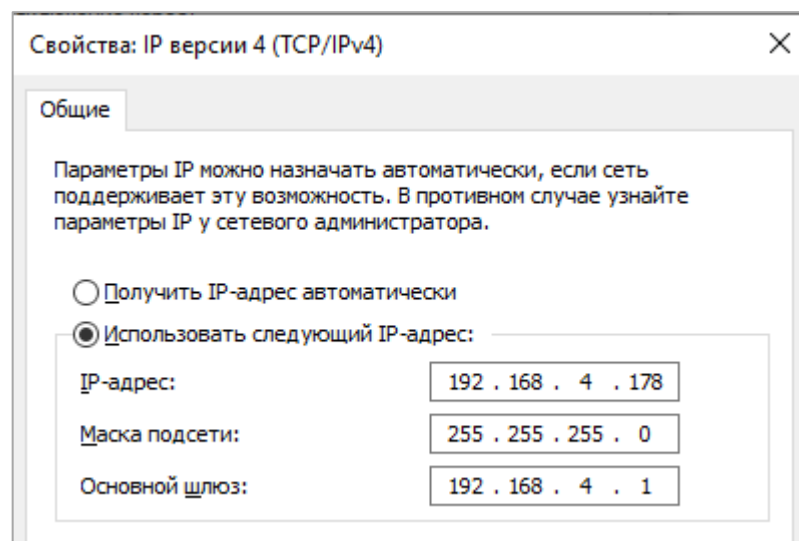 Свойства: IP версии 4 (TCP/IPv4)
Общие
Параметры IP можно назначать автоматически, если сеть
поддерживает эту возможность. В противном случае узнайте
параметры IP у сетевого администратора.
Получить IP-адрес автоматически
Использовать следующий IP-адрес:
IP-адрес: 192 . 168 . 4 . 178
Маска подсети: 255 . 255 . 255 . 0
Основной шлюз: 192 . 168 . 4 . 1